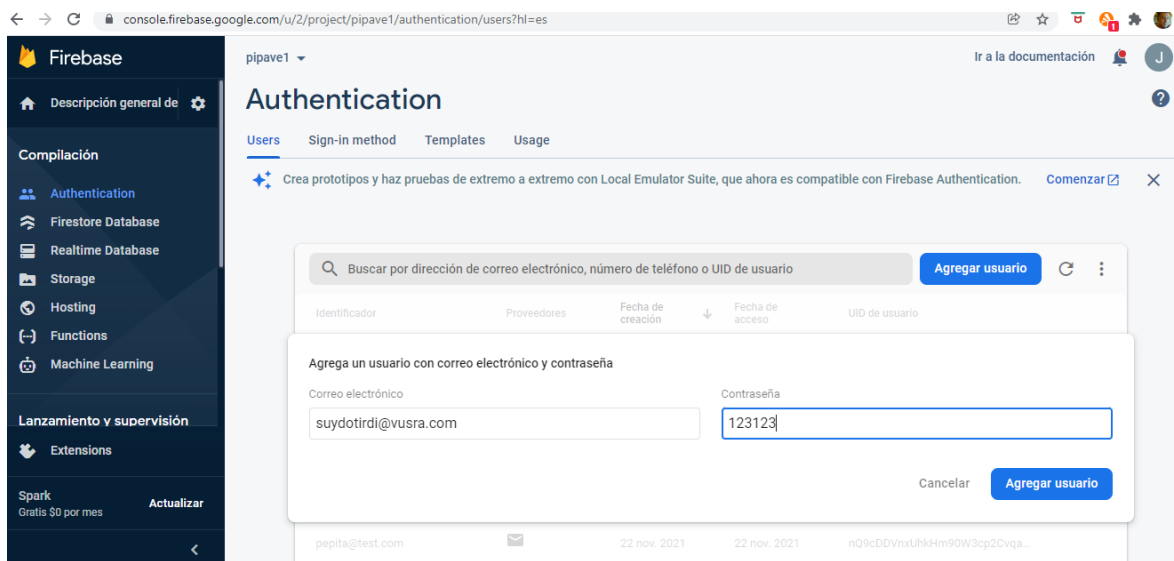 console.firebase.google.com/u/2/project/pipave1/authentication/users?hl=es
1
Firebase
pipave1
Ir a la documentación
J
Descripción general de
Authentication
Users Sign-in method Templates Usage
Compilación
Crea prototipos y haz pruebas de extremo a extremo con Local Emulator Suite, que ahora es compatible con Firebase Authentication. Comenzar
Authentication
Firestore Database
Realtime Database
Storage
Hosting
Functions
Machine Learning
Buscar por dirección de correo electrónico, número de teléfono o UID de usuario
Agregar usuario
Identificador Proveedores Fecha de creación Fecha de acceso UID de usuario
Agrega un usuario con correo electrónico y contraseña
Correo electrónico Contraseña
suydotirdi@vusra.com 123123
Cancelar Agregar usuario
Lanzamiento y supervisión
Extensions
Spark
Gratis $0 por mes
Actualizar
pepita@test.com 22 nov. 2021 22 nov. 2021 nQ9cDDVnxUhkHm90W3cp2Cvqa...